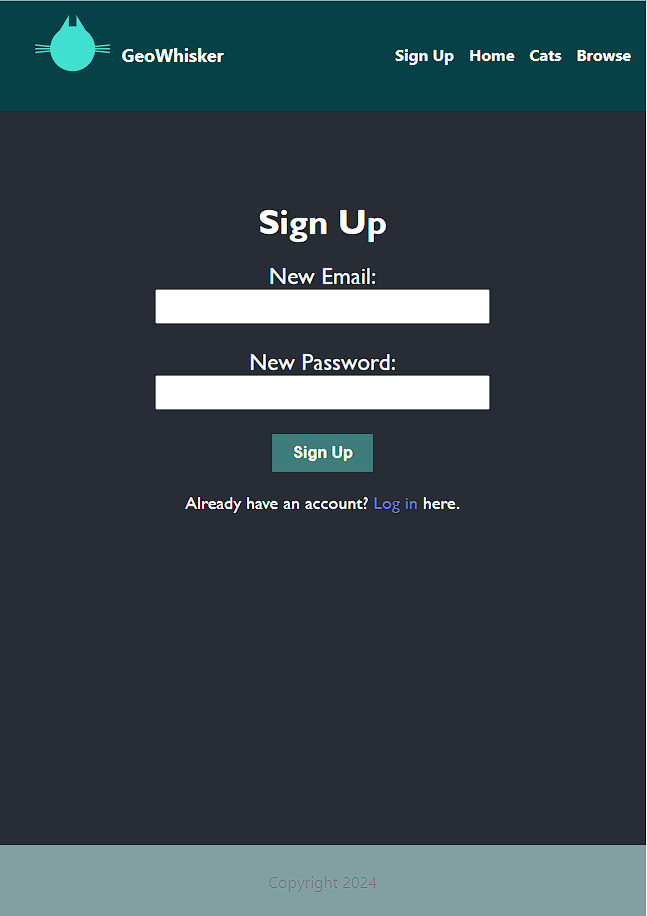 GeoWhisker
Sign Up Home Cats Browse
Sign Up
New Email:
New Password:
Sign Up
Already have an account? Log in here.
Copyright 2024